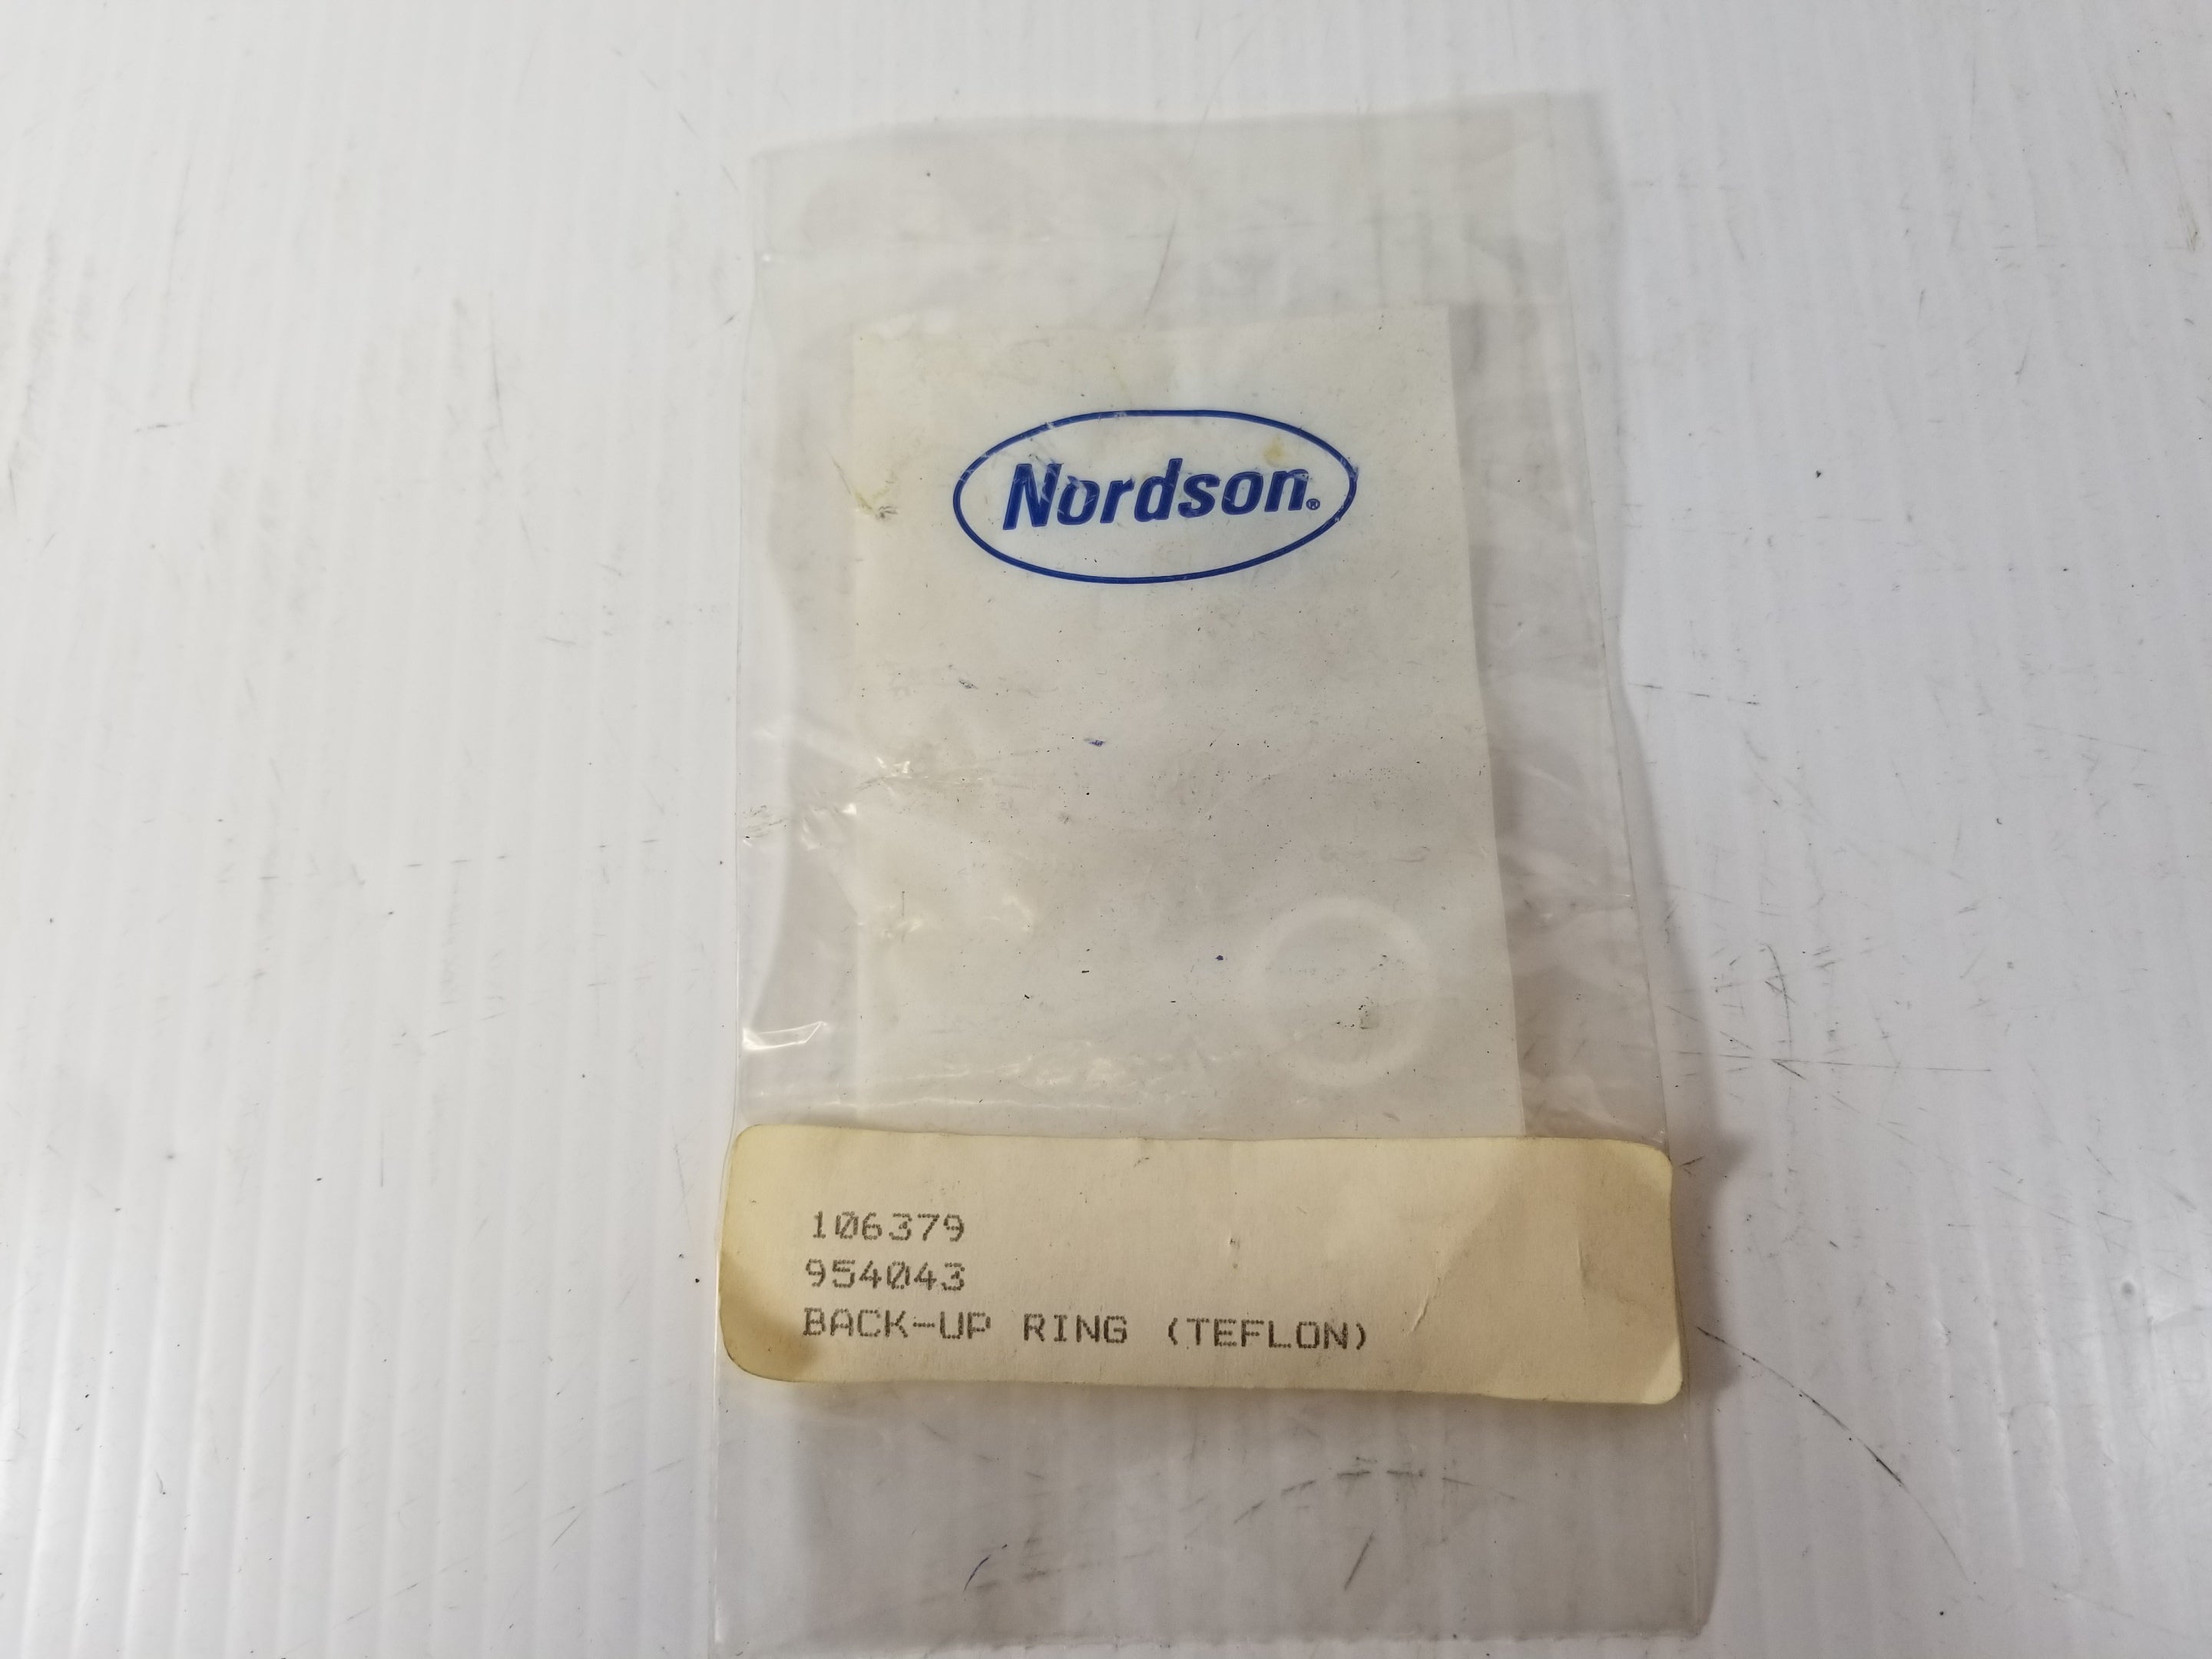 Nordson®
106379
954043
BACK-UP RING (TEFLON)